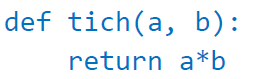 def tich(a, b):
    return a*b